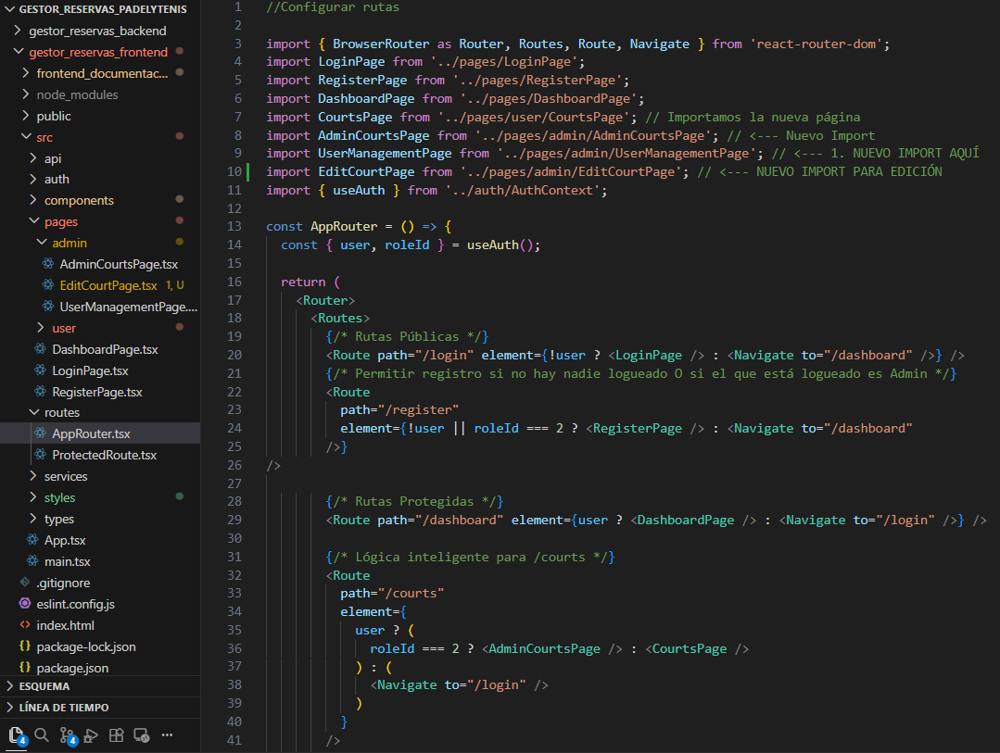 GESTOR_RESERVAS_PADELYTENIS
gestor_reservas_backend
gestor_reservas_frontend
frontend_documentac...
node_modules
public
src
api
auth
components
pages
admin
AdminCourtsPage.tsx
EditCourtPage.tsx 1, U
UserManagementPage....
user
DashboardPage.tsx
LoginPage.tsx
RegisterPage.tsx
routes
AppRouter.tsx
ProtectedRoute.tsx
services
styles
types
App.tsx
main.tsx
.gitignore
eslint.config.js
index.html
package-lock.json
package.json
ESQUEMA
LÍNEA DE TIEMPO
4
4
1 //Configurar rutas
2
3 import { BrowserRouter as Router, Routes, Route, Navigate } from 'react-router-dom';
4 import LoginPage from '../pages/LoginPage';
5 import RegisterPage from '../pages/RegisterPage';
6 import DashboardPage from '../pages/DashboardPage';
7 import CourtsPage from '../pages/user/CourtsPage'; // Importamos la nueva página
8 import AdminCourtsPage from '../pages/admin/AdminCourtsPage'; // <--- Nuevo Import
9 import UserManagementPage from '../pages/admin/UserManagementPage'; // <--- 1. NUEVO IMPORT AQUÍ
10 import EditCourtPage from '../pages/admin/EditCourtPage'; // <--- NUEVO IMPORT PARA EDICIÓN
11 import { useAuth } from '../auth/AuthContext';
12
13 const AppRouter = () => {
14 const { user, roleId } = useAuth();
15
16 return (
17 <Router>
18 <Routes>
19 {/* Rutas Públicas */}
20 <Route path="/login" element={!user ? <LoginPage /> : <Navigate to="/dashboard" />} />
21 {/* Permitir registro si no hay nadie logueado O si el que está logueado es Admin */}
22 <Route
23 path="/register"
24 element={!user || roleId === 2 ? <RegisterPage /> : <Navigate to="/dashboard"
25 />}
26 />
27
28 {/* Rutas Protegidas */}
29 <Route path="/dashboard" element={user ? <DashboardPage /> : <Navigate to="/login" />} />
30
31 {/* Lógica inteligente para /courts */}
32 <Route
33 path="/courts"
34 element={
35 user ? (
36 roleId === 2 ? <AdminCourtsPage /> : <CourtsPage />
37 ) : (
38 <Navigate to="/login" />
39 )
40 }
41 />